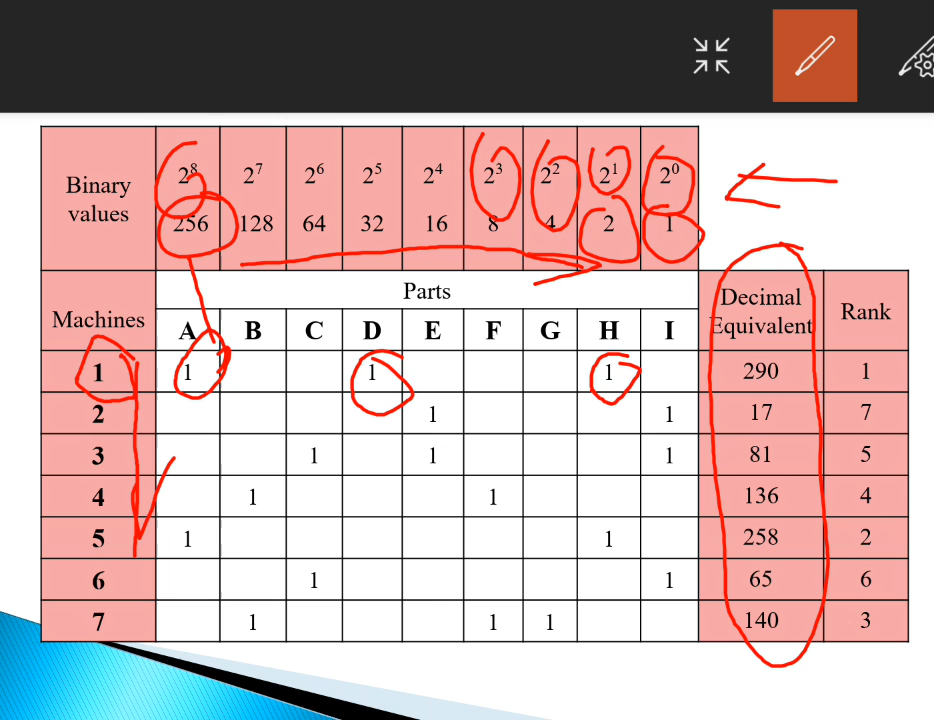 Binary values 2⁸ 2⁷ 2⁶ 2⁵ 2⁴ 2³ 2² 2¹ 2⁰
256 128 64 32 16 8 4 2 1
Machines Parts Decimal Equivalent Rank
A B C D E F G H I
1 1 1 1 290 1
2 1 1 17 7
3 1 1 1 81 5
4 1 1 136 4
5 1 1 258 2
6 1 1 65 6
7 1 1 1 140 3